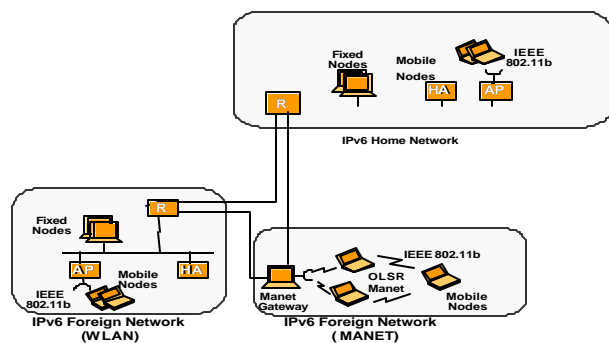 Fixed
Nodes
Mobile
Nodes
IEEE
802.11b
R
HA
AP
IPv6 Home Network
R
Fixed
Nodes
AP
HA
IEEE
802.11b
Mobile
Nodes
IPv6 Foreign Network
(WLAN)
IEEE 802.11b
OLSR
Manet
Manet
Gateway
Mobile
Nodes
IPv6 Foreign Network
( MANET)